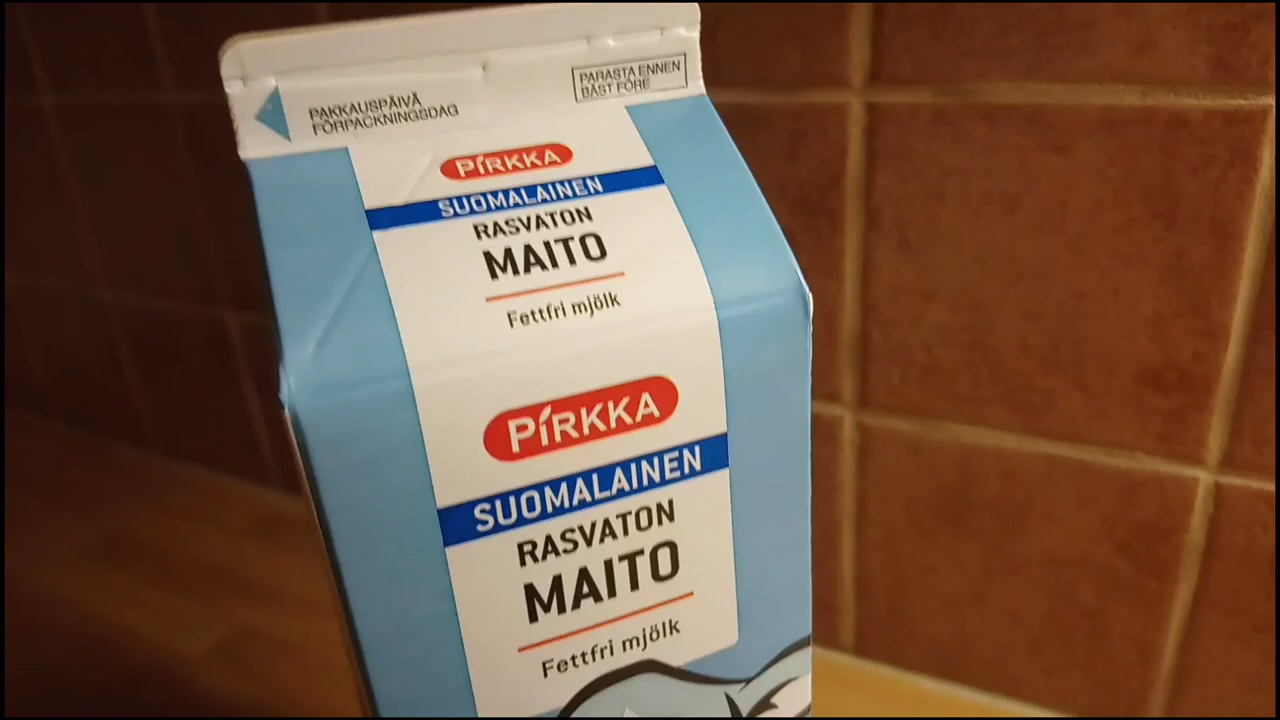 PAKKAUSPÄIVÄ
FÖRPACKNINGSDAG
PARASTA ENNEN
BÄST FÖRE
PIRKKA
SUOMALAINEN
RASVATON
MAITO
Fettfri mjölk
PIRKKA
SUOMALAINEN
RASVATON
MAITO
Fettfri mjölk